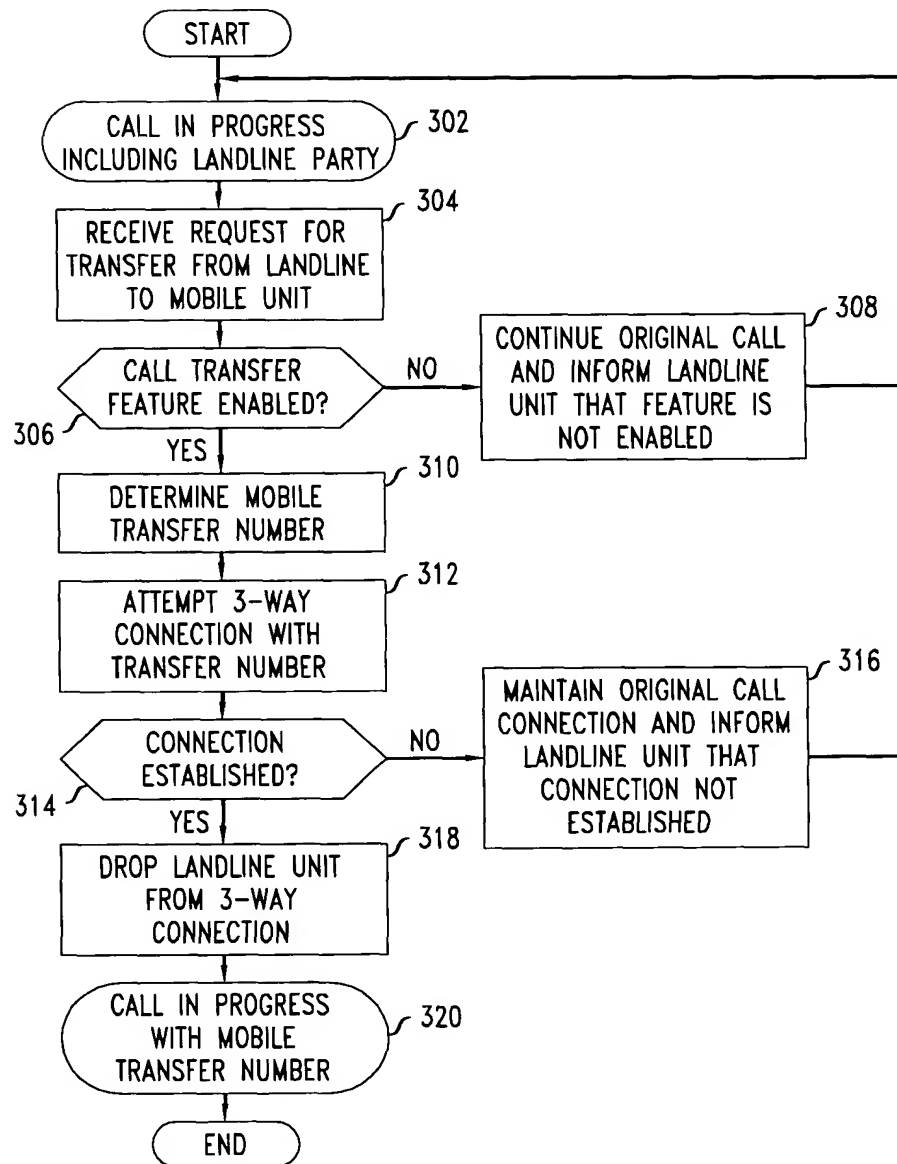 START
CALL IN PROGRESS
INCLUDING LANDLINE PARTY
302
304
RECEIVE REQUEST FOR
TRANSFER FROM LANDLINE
TO MOBILE UNIT
CALL TRANSFER
FEATURE ENABLED?
306
NO
YES
308
CONTINUE ORIGINAL CALL
AND INFORM LANDLINE
UNIT THAT FEATURE IS
NOT ENABLED
310
DETERMINE MOBILE
TRANSFER NUMBER
312
ATTEMPT 3-WAY
CONNECTION WITH
TRANSFER NUMBER
CONNECTION
ESTABLISHED?
314
NO
YES
316
MAINTAIN ORIGINAL CALL
CONNECTION AND INFORM
LANDLINE UNIT THAT
CONNECTION NOT
ESTABLISHED
318
DROP LANDLINE UNIT
FROM 3-WAY
CONNECTION
CALL IN PROGRESS
WITH MOBILE
TRANSFER NUMBER
320
END